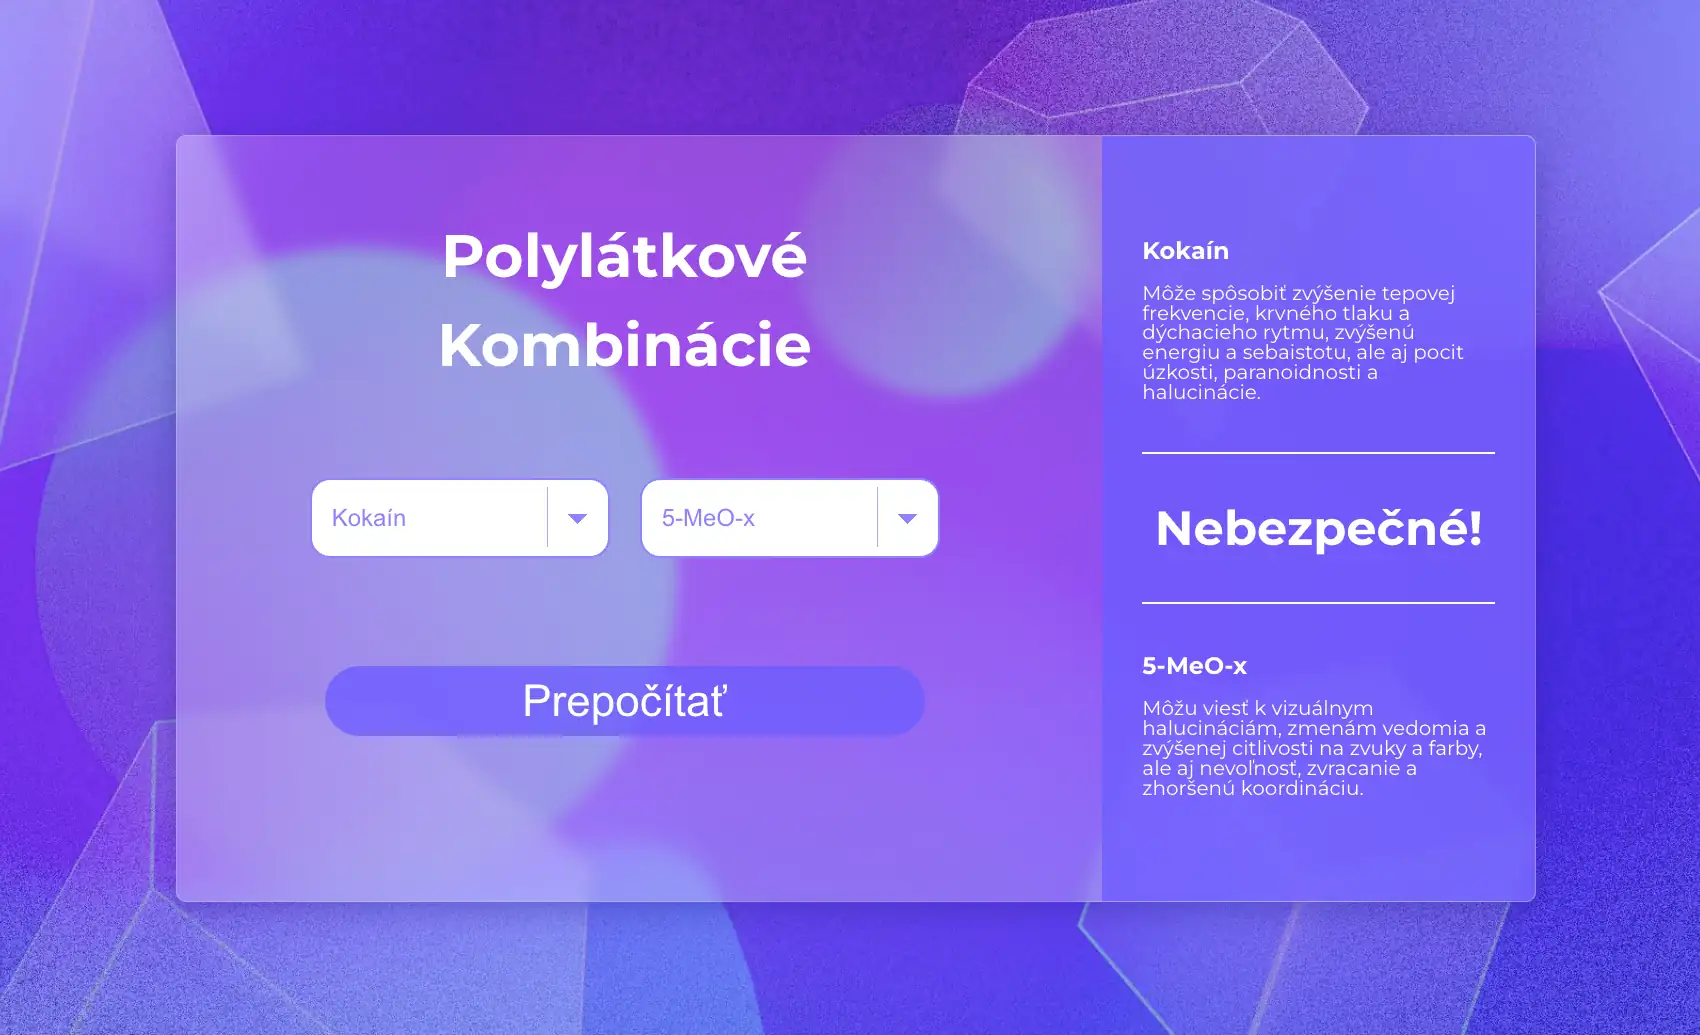 Polylátkové
Kombinácie
Kokaín
5-MeO-x
Prepočítať
Kokaín
Môže spôsobiť zvýšenie tepovej
frekvencie, krvného tlaku a
dýchacieho rytmu, zvýšenú
energiu a sebaistotu, ale aj pocit
úzkosti, paranoidnosti a
halucinácie.
Nebezpečné!
5-MeO-x
Môžu viesť k vizuálnym
halucináciám, zmenám vedomia a
zvýšenej citlivosti na zvuky a farby,
ale aj nevoľnosť, zvracanie a
zhoršenú koordináciu.